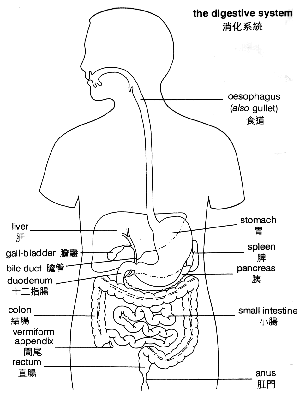 the digestive system
消化系統
oesophagus
(also gullet)
食道
liver
肝
gall-bladder 膽囊
bile duct 膽管
duodenum
十二指腸
colon
結腸
vermiform
appendix
闌尾
rectum
直腸
stomach
胃
spleen
脾
pancreas
胰
small intestine
小腸
anus
肛門